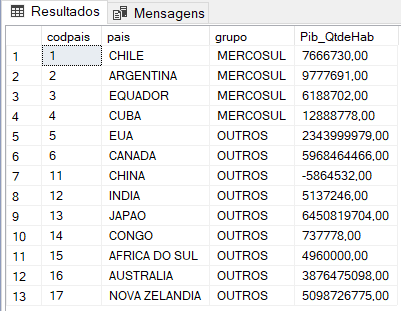 Resultados Mensagens
codpais pais grupo Pib_QtdeHab
1 1 CHILE MERCOSUL 7666730,00
2 2 ARGENTINA MERCOSUL 9777691,00
3 3 EQUADOR MERCOSUL 6188702,00
4 4 CUBA MERCOSUL 12888778,00
5 5 EUA OUTROS 2343999979,00
6 6 CANADA OUTROS 5968464466,00
7 11 CHINA OUTROS -5864532,00
8 12 INDIA OUTROS 5137246,00
9 13 JAPAO OUTROS 6450819704,00
10 14 CONGO OUTROS 737778,00
11 15 AFRICA DO SUL OUTROS 4960000,00
12 16 AUSTRALIA OUTROS 3876475098,00
13 17 NOVA ZELANDIA OUTROS 5098726775,00